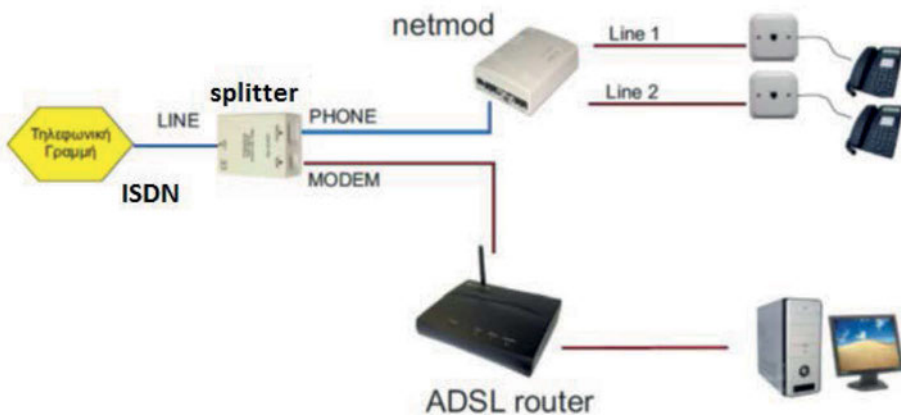 netmod
Line 1
Line 2
splitter
LINE
PHONE
Τηλεφωνική
Γραμμή
ISDN
MODEM
ADSL router